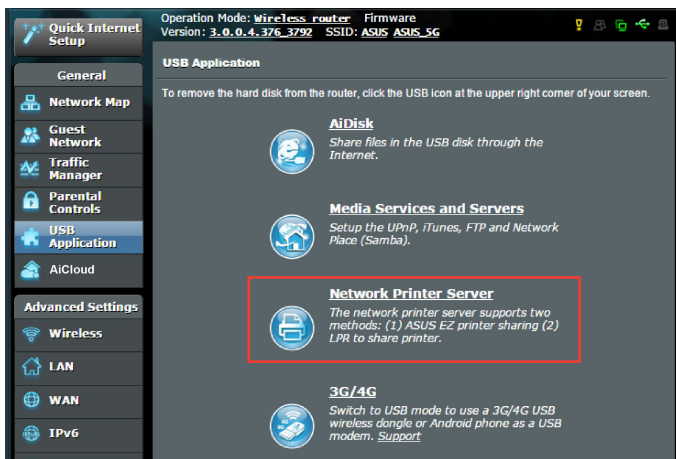 Quick Internet
Setup
General
Network Map
Guest
Network
Traffic
Manager
Parental
Controls
USB
Application
AiCloud
Advanced Settings
Wireless
LAN
WAN
IPv6
Operation Mode: Wireless router Firmware
Version: 3.0.0.4.376_3792 SSID: ASUS ASUS_5G
USB Application
To remove the hard disk from the router, click the USB icon at the upper right corner of your screen.
AiDisk
Share files in the USB disk through the
Internet.
Media Services and Servers
Setup the UPnP, iTunes, FTP and Network
Place (Samba).
Network Printer Server
The network printer server supports two
methods: (1) ASUS EZ printer sharing (2)
LPR to share printer.
3G/4G
Switch to USB mode to use a 3G/4G USB
wireless dongle or Android phone as a USB
modem. Support